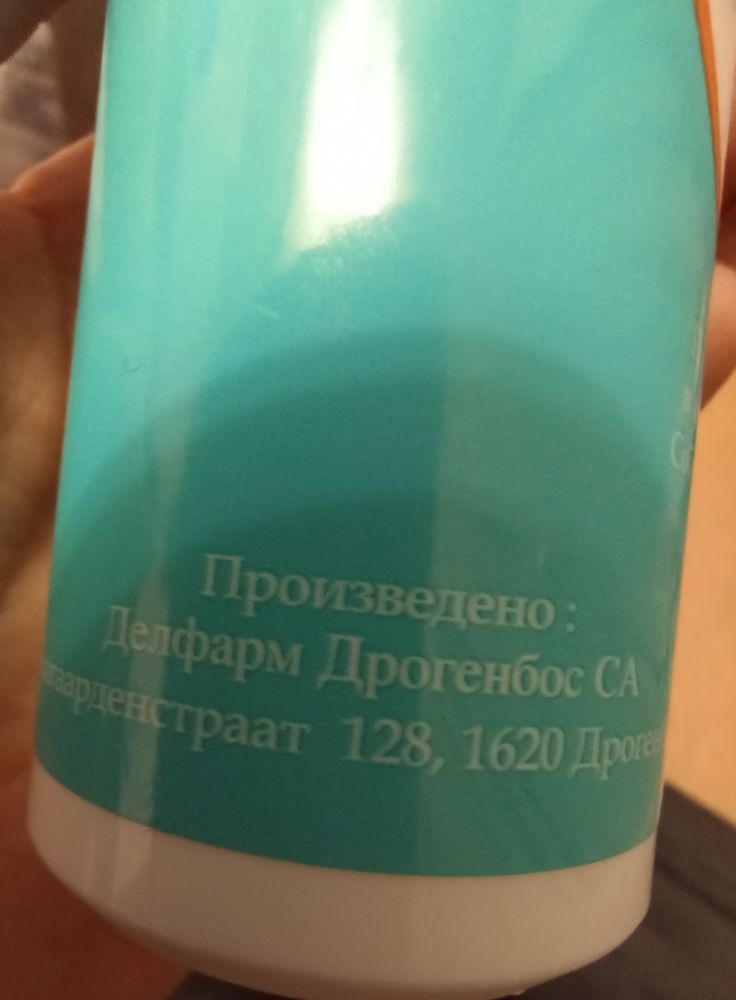 Произведено :
Делфарм Дрогенбос СА
128, 1620